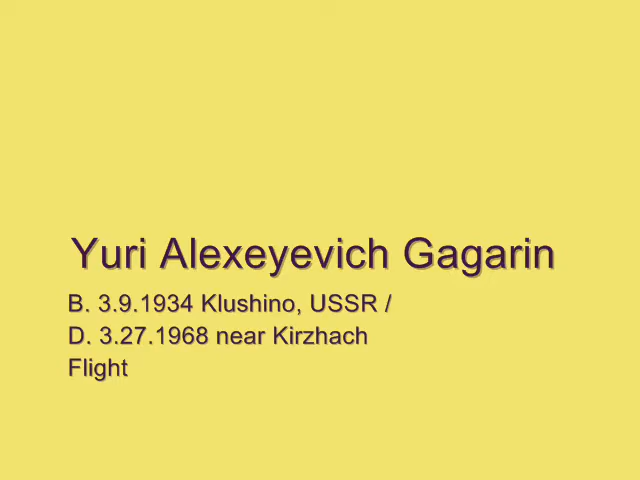 Yuri Alexeyevich Gagarin
B. 3.9.1934 Klushino, USSR /
D. 3.27.1968 near Kirzhach
Flight